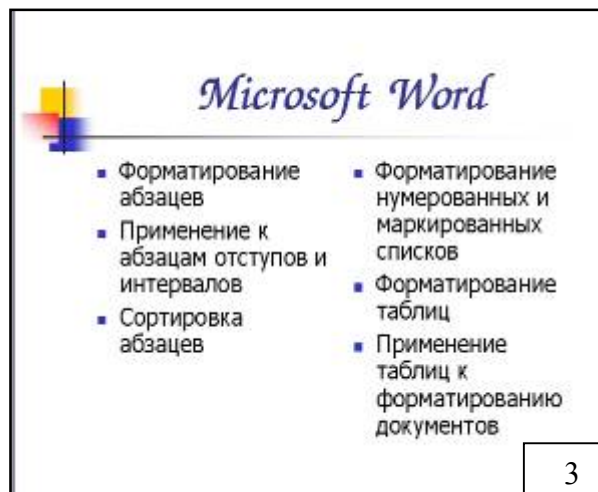 Microsoft Word
Форматирование
абзацев
Применение к
абзацам отступов и
интервалов
Сортировка
абзацев
Форматирование
нумерованных и
маркированных
списков
Форматирование
таблиц
Применение
таблиц к
форматированию
документов
3